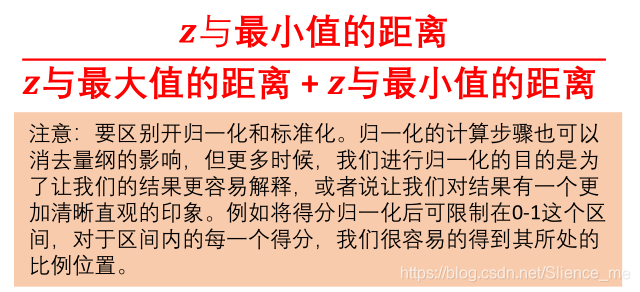 z与最小值的距离
z与最大值的距离 + z与最小值的距离
注意：要区别开归一化和标准化。归一化的计算步骤也可以
消去量纲的影响，但更多时候，我们进行归一化的目的是为
了让我们的结果更容易解释，或者说让我们对结果有一个更
加清晰直观的印象。例如将得分归一化后可限制在0-1这个区
间，对于区间内的每一个得分，我们很容易的得到其所处的
比例位置。
https://blog.csdn.net/Slience_me